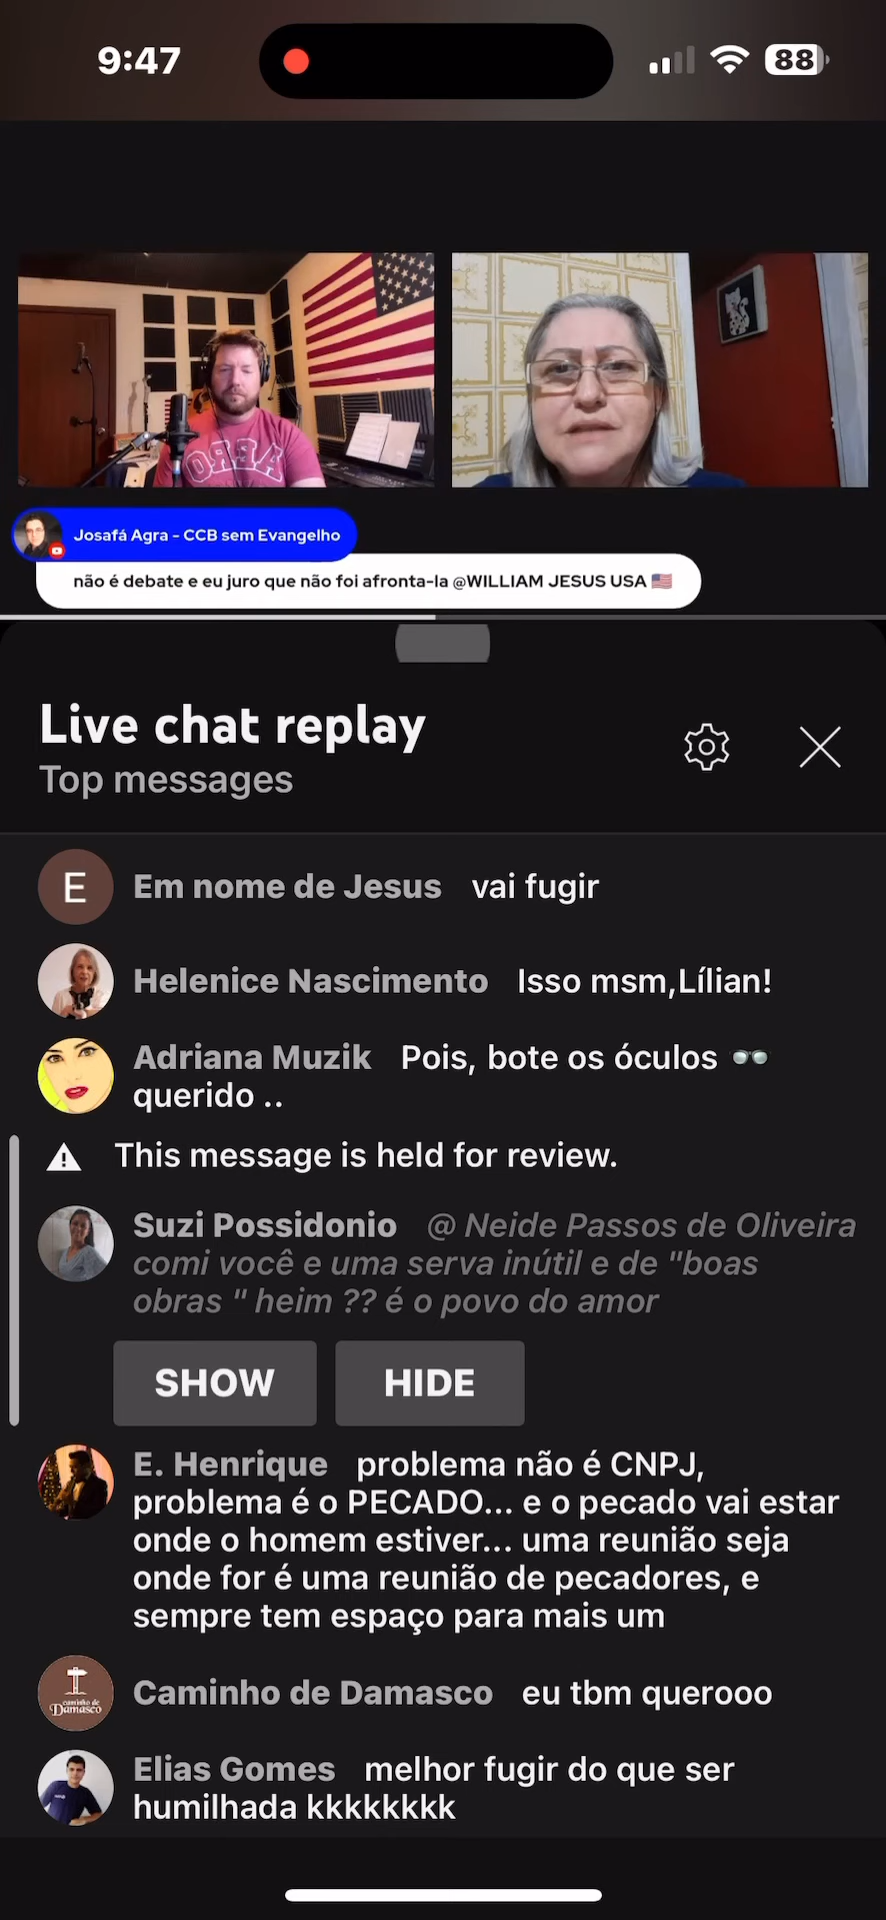 9:47
88
ORRA
Josafá Agra - CCB sem Evangelho
não é debate e eu juro que não foi afronta-la @WILLIAM JESUS USA 🇺🇸
Live chat replay
Top messages
E Em nome de Jesus vai fugir
Helenice Nascimento Isso msm,Lílian!
Adriana Muzik Pois, bote os óculos 👓
querido ..
This message is held for review.
Suzi Possidonio @ Neide Passos de Oliveira
comi você e uma serva inútil e de "boas
obras " heim ?? é o povo do amor
SHOW HIDE
E. Henrique problema não é CNPJ,
problema é o PECADO... e o pecado vai estar
onde o homem estiver... uma reunião seja
onde for é uma reunião de pecadores, e
sempre tem espaço para mais um
caminho de
Damasco
Caminho de Damasco eu tbm querooo
Elias Gomes melhor fugir do que ser
humilhada kkkkkkkk